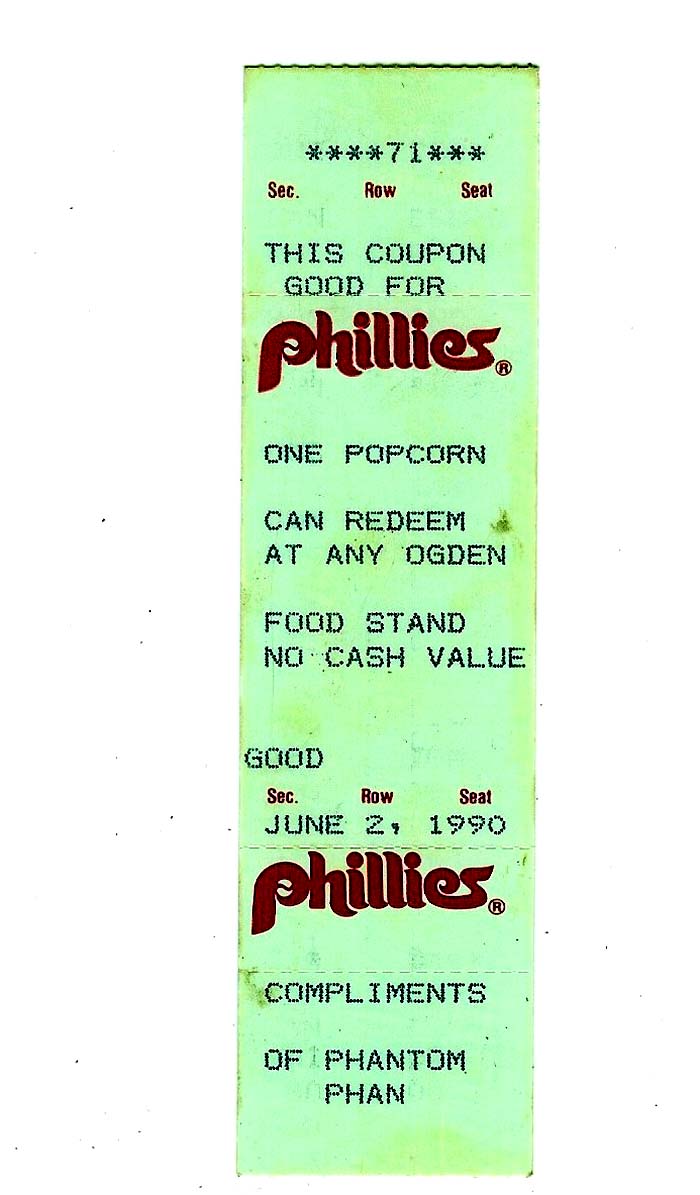 ****71***
Sec. Row Seat
THIS COUPON
GOOD FOR
Phillies®
ONE POPCORN
CAN REDEEM
AT ANY OGDEN
FOOD STAND
NO CASH VALUE
GOOD
Sec. Row Seat
JUNE 2, 1990
Phillies®
COMPLIMENTS
OF PHANTOM
PHAN